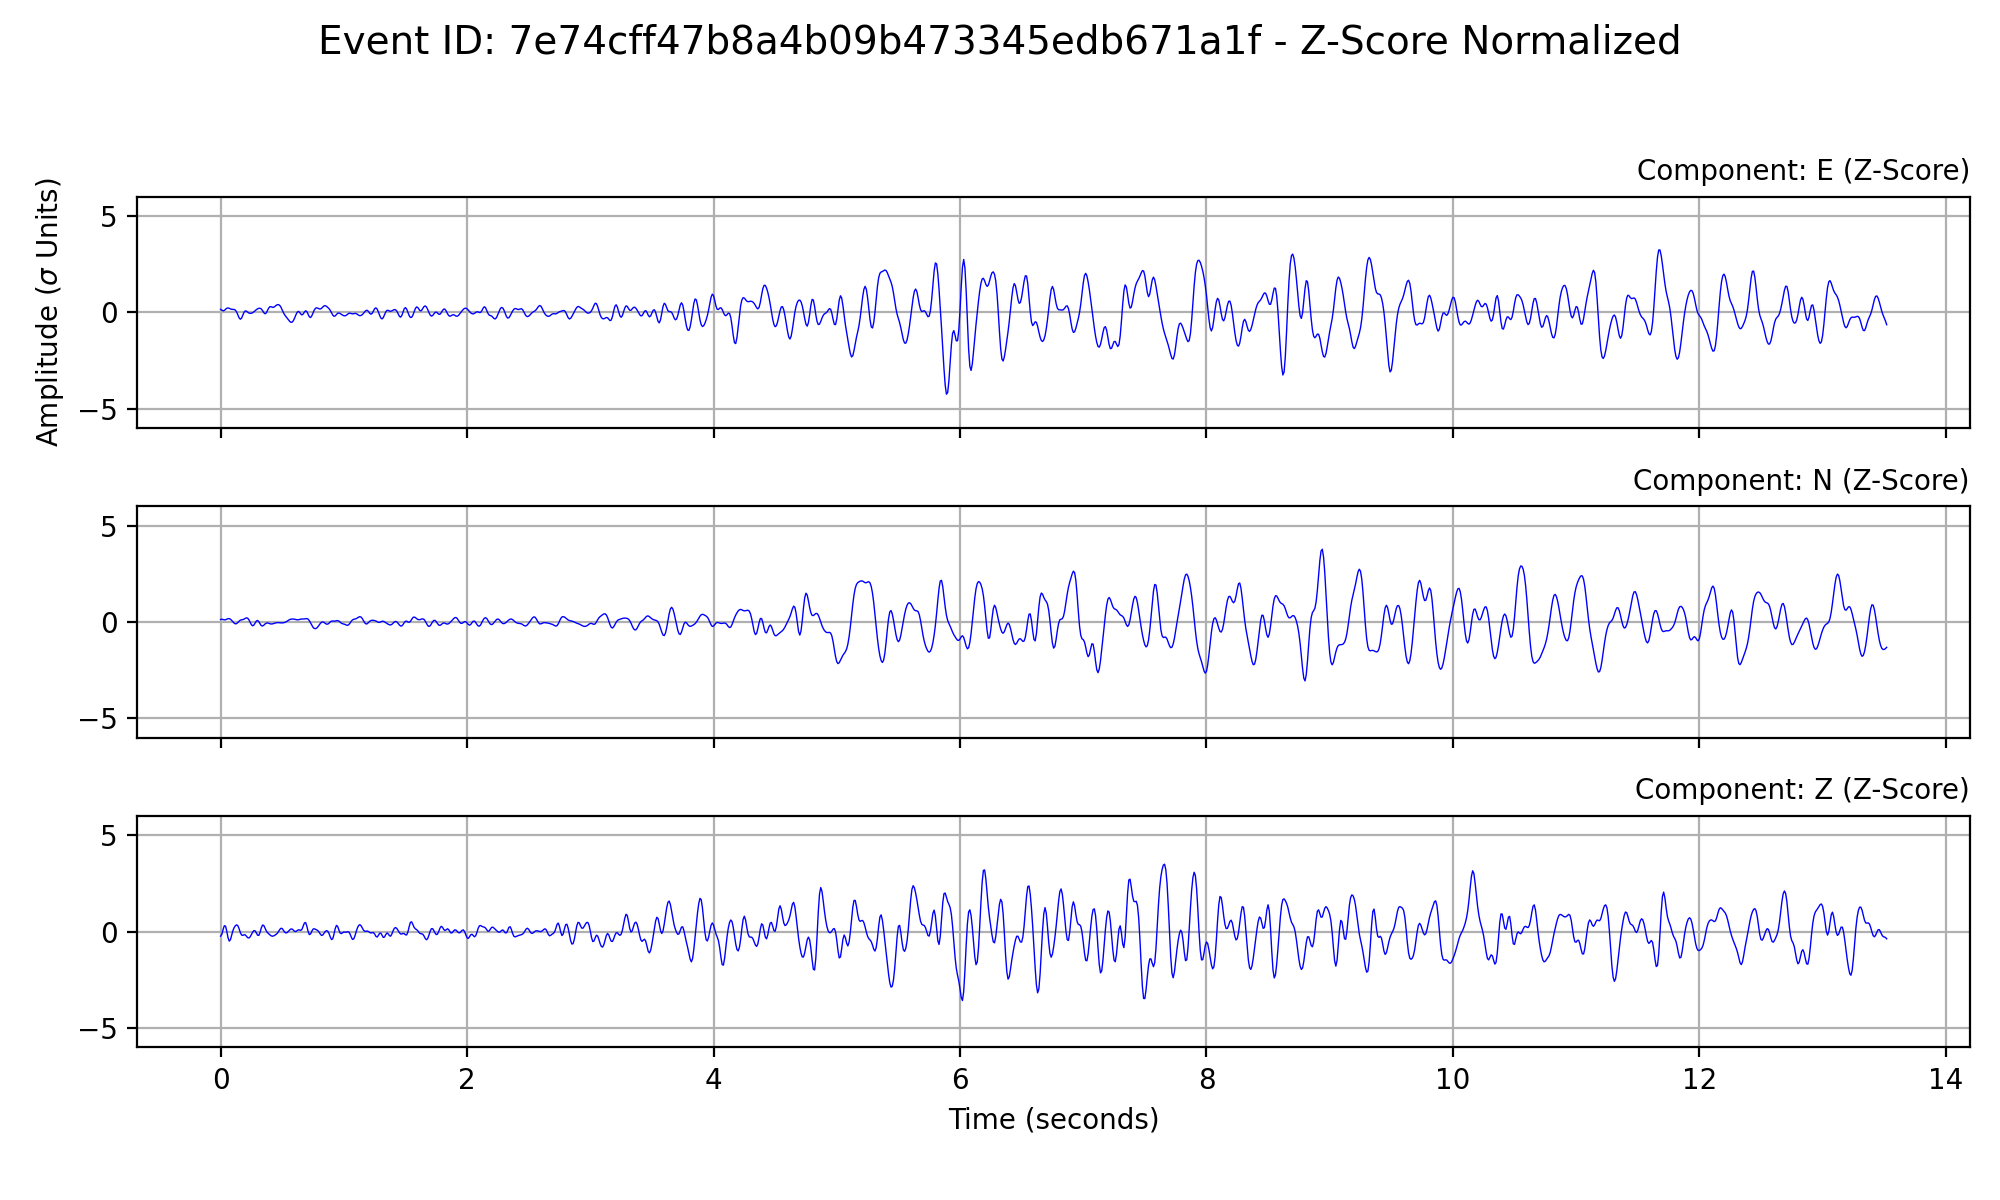 Event ID: 7e74cff47b8a4b09b473345edb671a1f - Z-Score Normalized
Component: E (Z-Score)
Amplitude (σ Units)
5
0
−5
Component: N (Z-Score)
5
0
−5
Component: Z (Z-Score)
5
0
−5
0 2 4 6 8 10 12 14
Time (seconds)